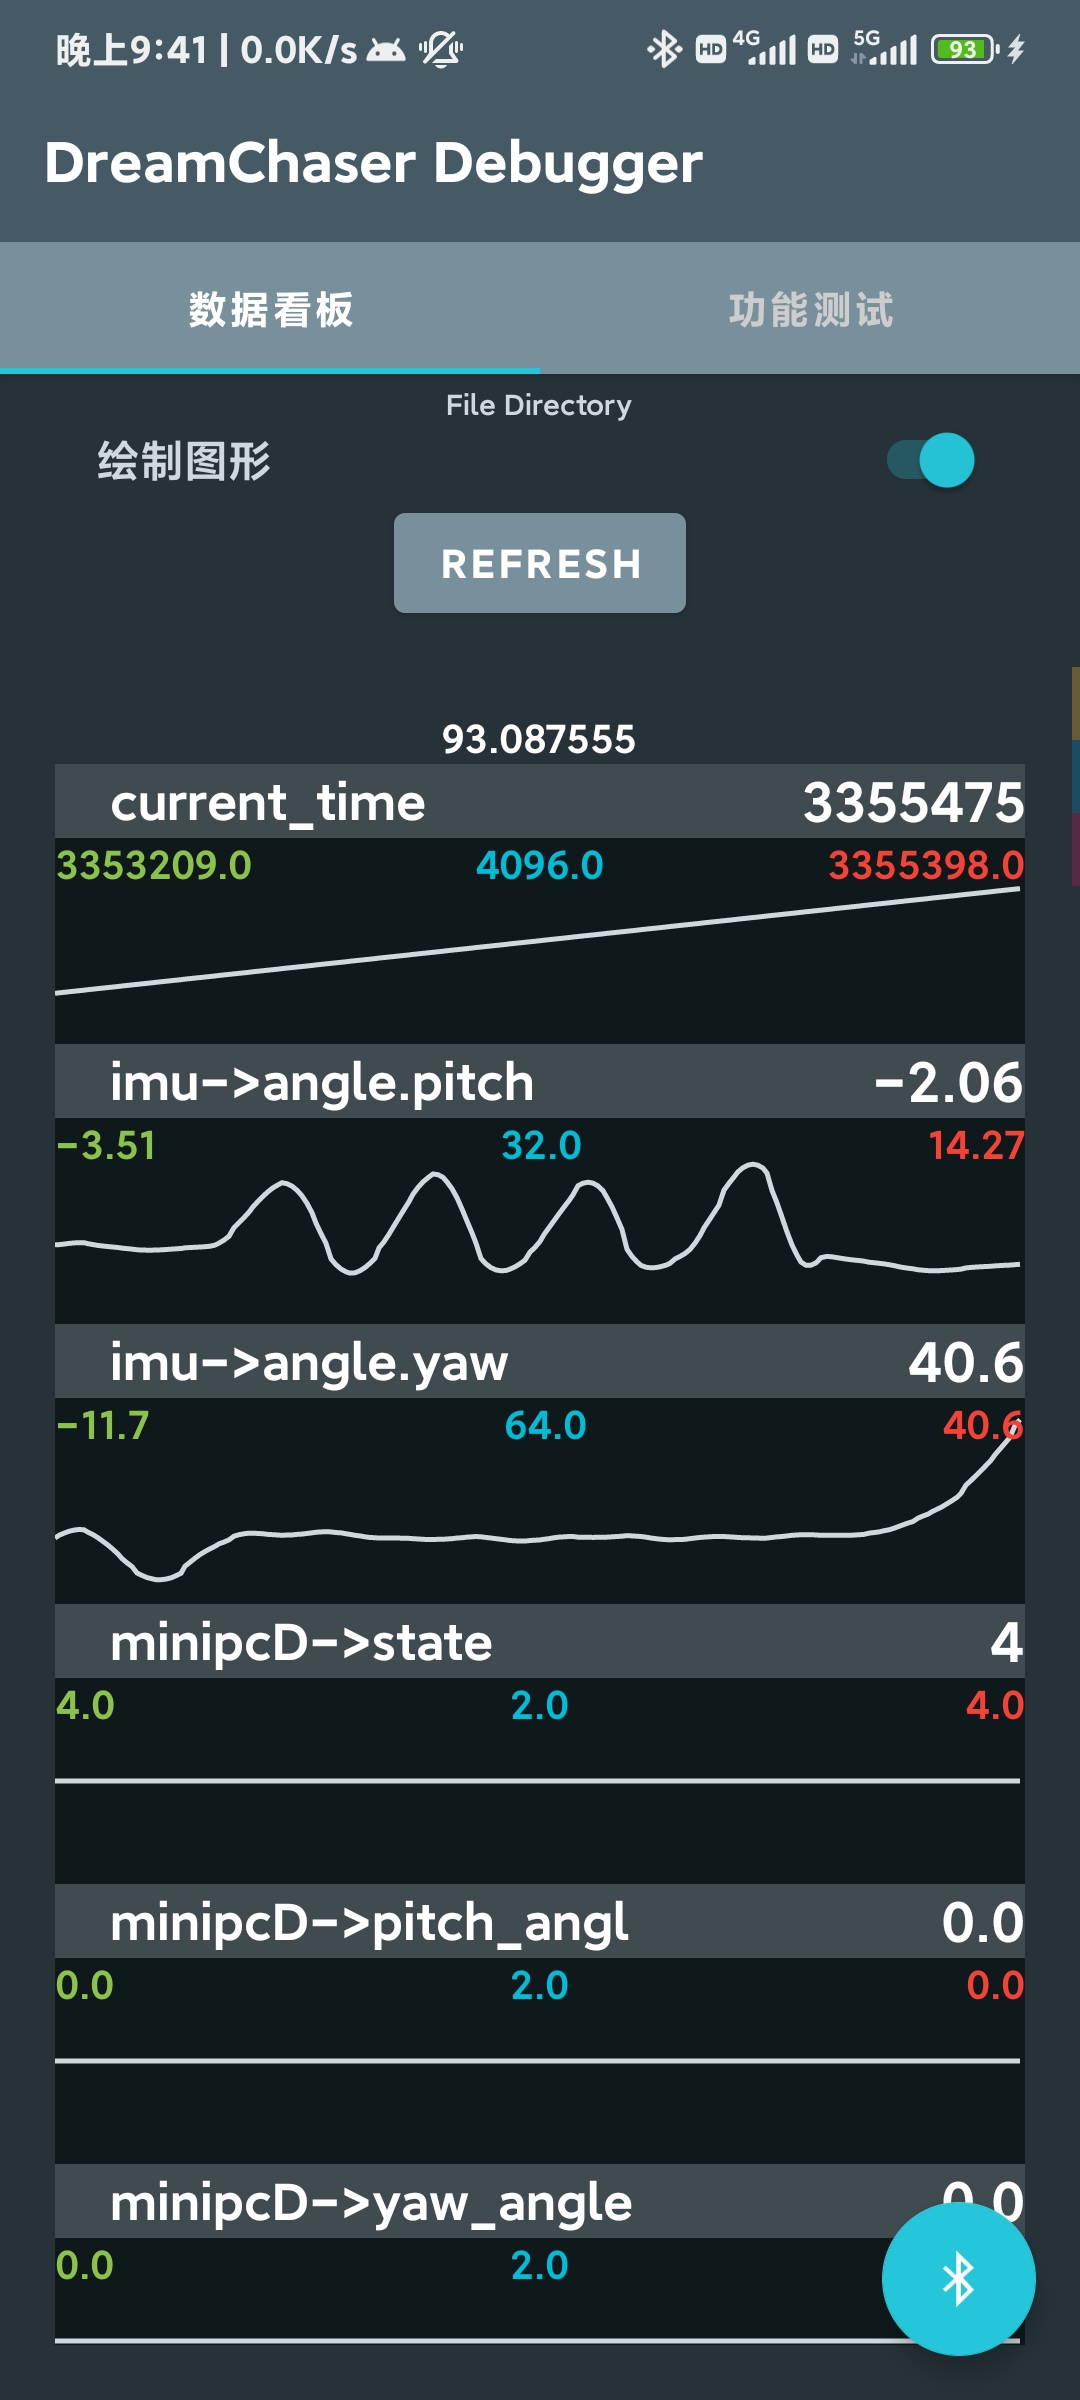 晚上9:41 | 0.0K/s HD 4G HD 5G 93
DreamChaser Debugger
数据看板 功能测试
File Directory
绘制图形
REFRESH
93.087555
current_time 3355475
3353209.0 4096.0 3355398.0
imu->angle.pitch -2.06
-3.51 32.0 14.27
imu->angle.yaw 40.6
-11.7 64.0 40.6
minipcD->state 4
4.0 2.0 4.0
minipcD->pitch_angl 0.0
0.0 2.0 0.0
minipcD->yaw_angle 0.0
0.0 2.0